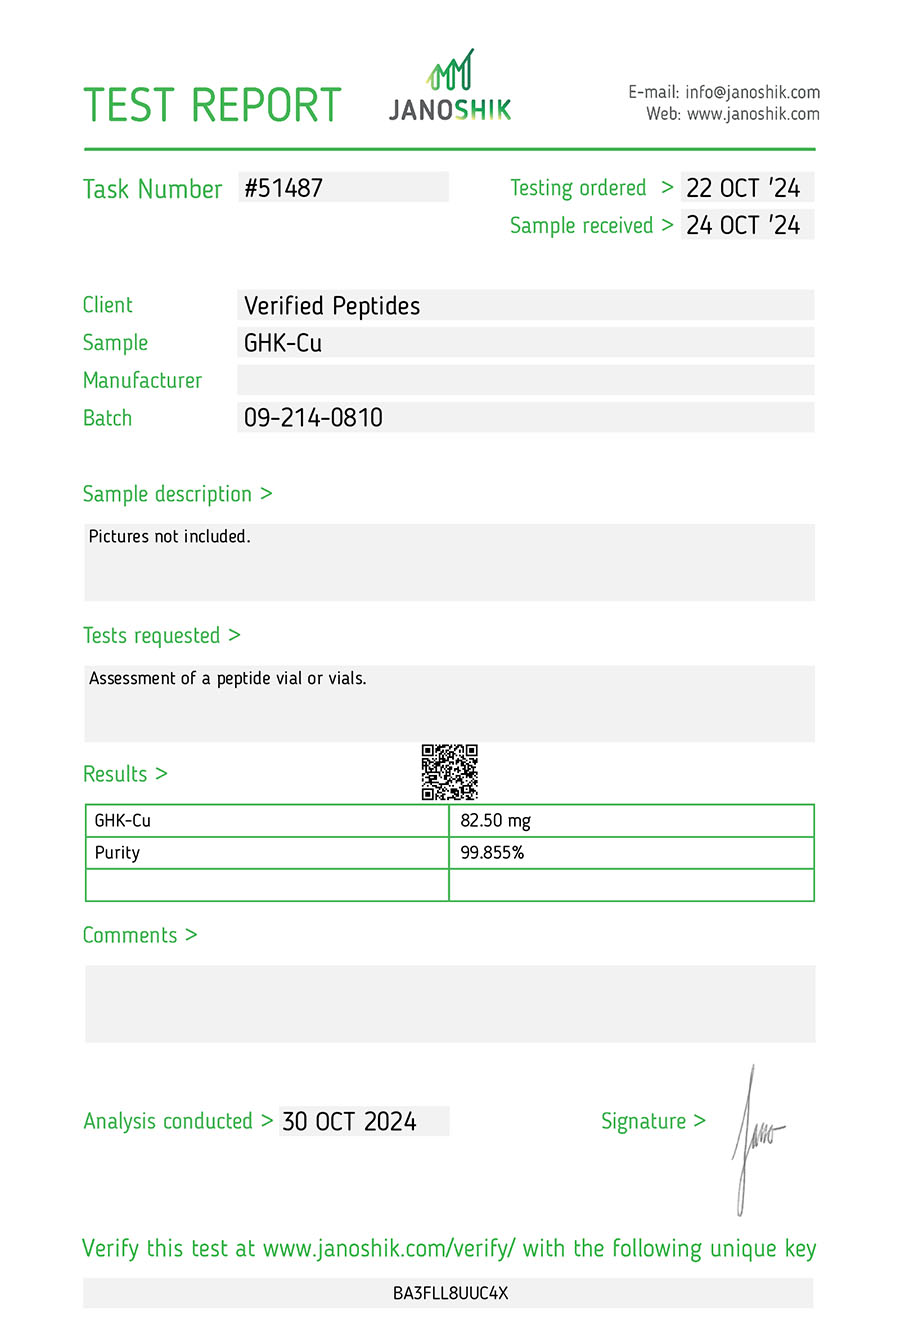 TEST REPORT
JANOSHIK
E-mail: info@janoshik.com
Web: www.janoshik.com
Task Number #51487
Testing ordered > 22 OCT '24
Sample received > 24 OCT '24
Client Verified Peptides
Sample GHK-Cu
Manufacturer
Batch 09-214-0810
Sample description >
Pictures not included.
Tests requested >
Assessment of a peptide vial or vials.
Results >
GHK-Cu 82.50 mg
Purity 99.855%
Comments >
Analysis conducted > 30 OCT 2024
Signature > Jano
Verify this test at www.janoshik.com/verify/ with the following unique key
BA3FLL8UUC4X